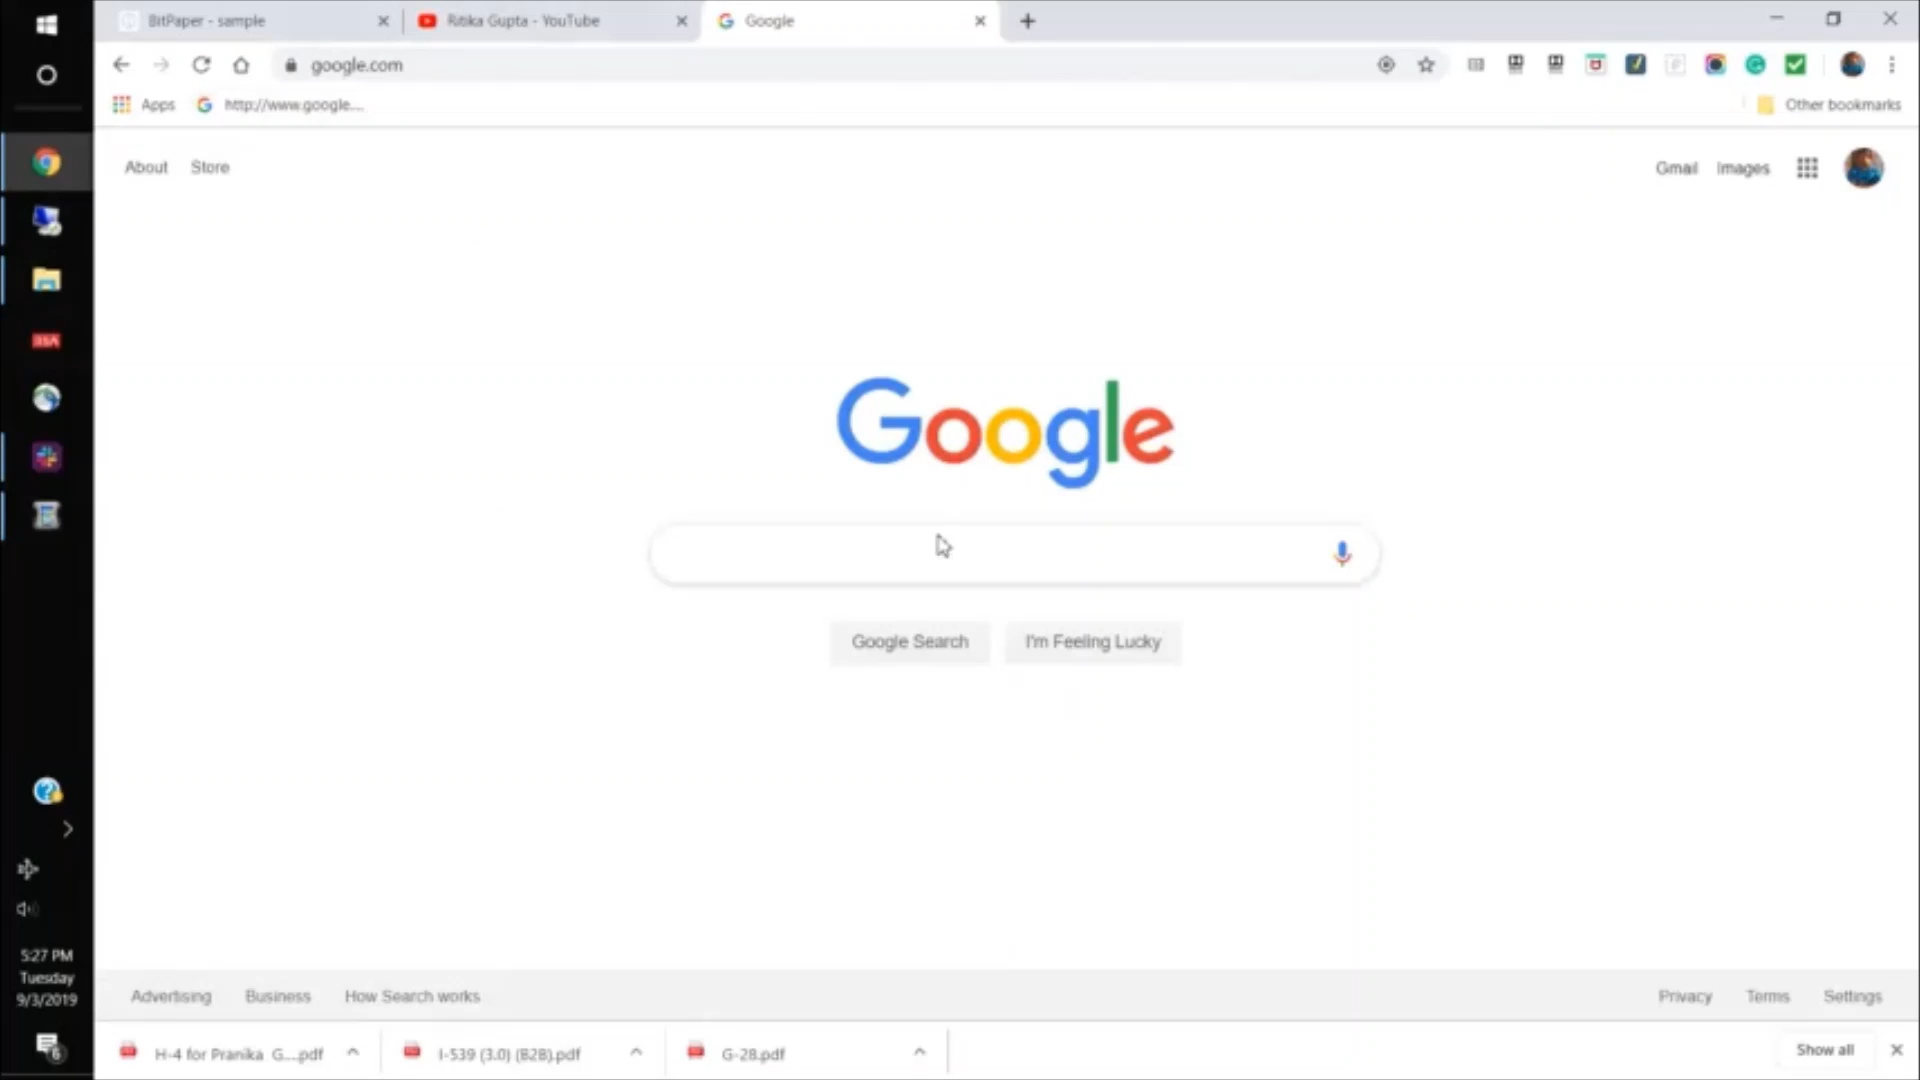 BitPaper - sample
Ritika Gupta - YouTube
Google
google.com
Apps
http://www.google....
Other bookmarks
About
Store
Gmail
Images
Google
Google Search
I'm Feeling Lucky
5:27 PM
Tuesday
9/3/2019
Advertising
Business
How Search works
Privacy
Terms
Settings
6
H-4 for Pranika G....pdf
I-539 (3.0) (B2B).pdf
G-28.pdf
Show all